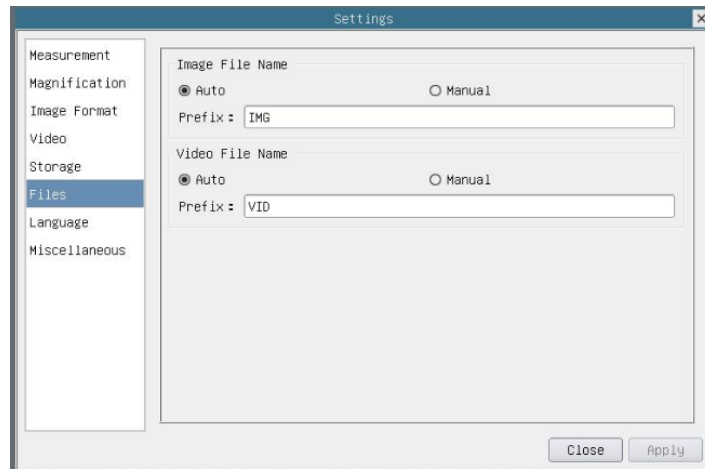 Settings
Measurement
Magnification
Image Format
Video
Storage
Files
Language
Miscellaneous
Image File Name
Auto
Manual
Prefix: IMG
Video File Name
Auto
Manual
Prefix: VID
Close
Apply